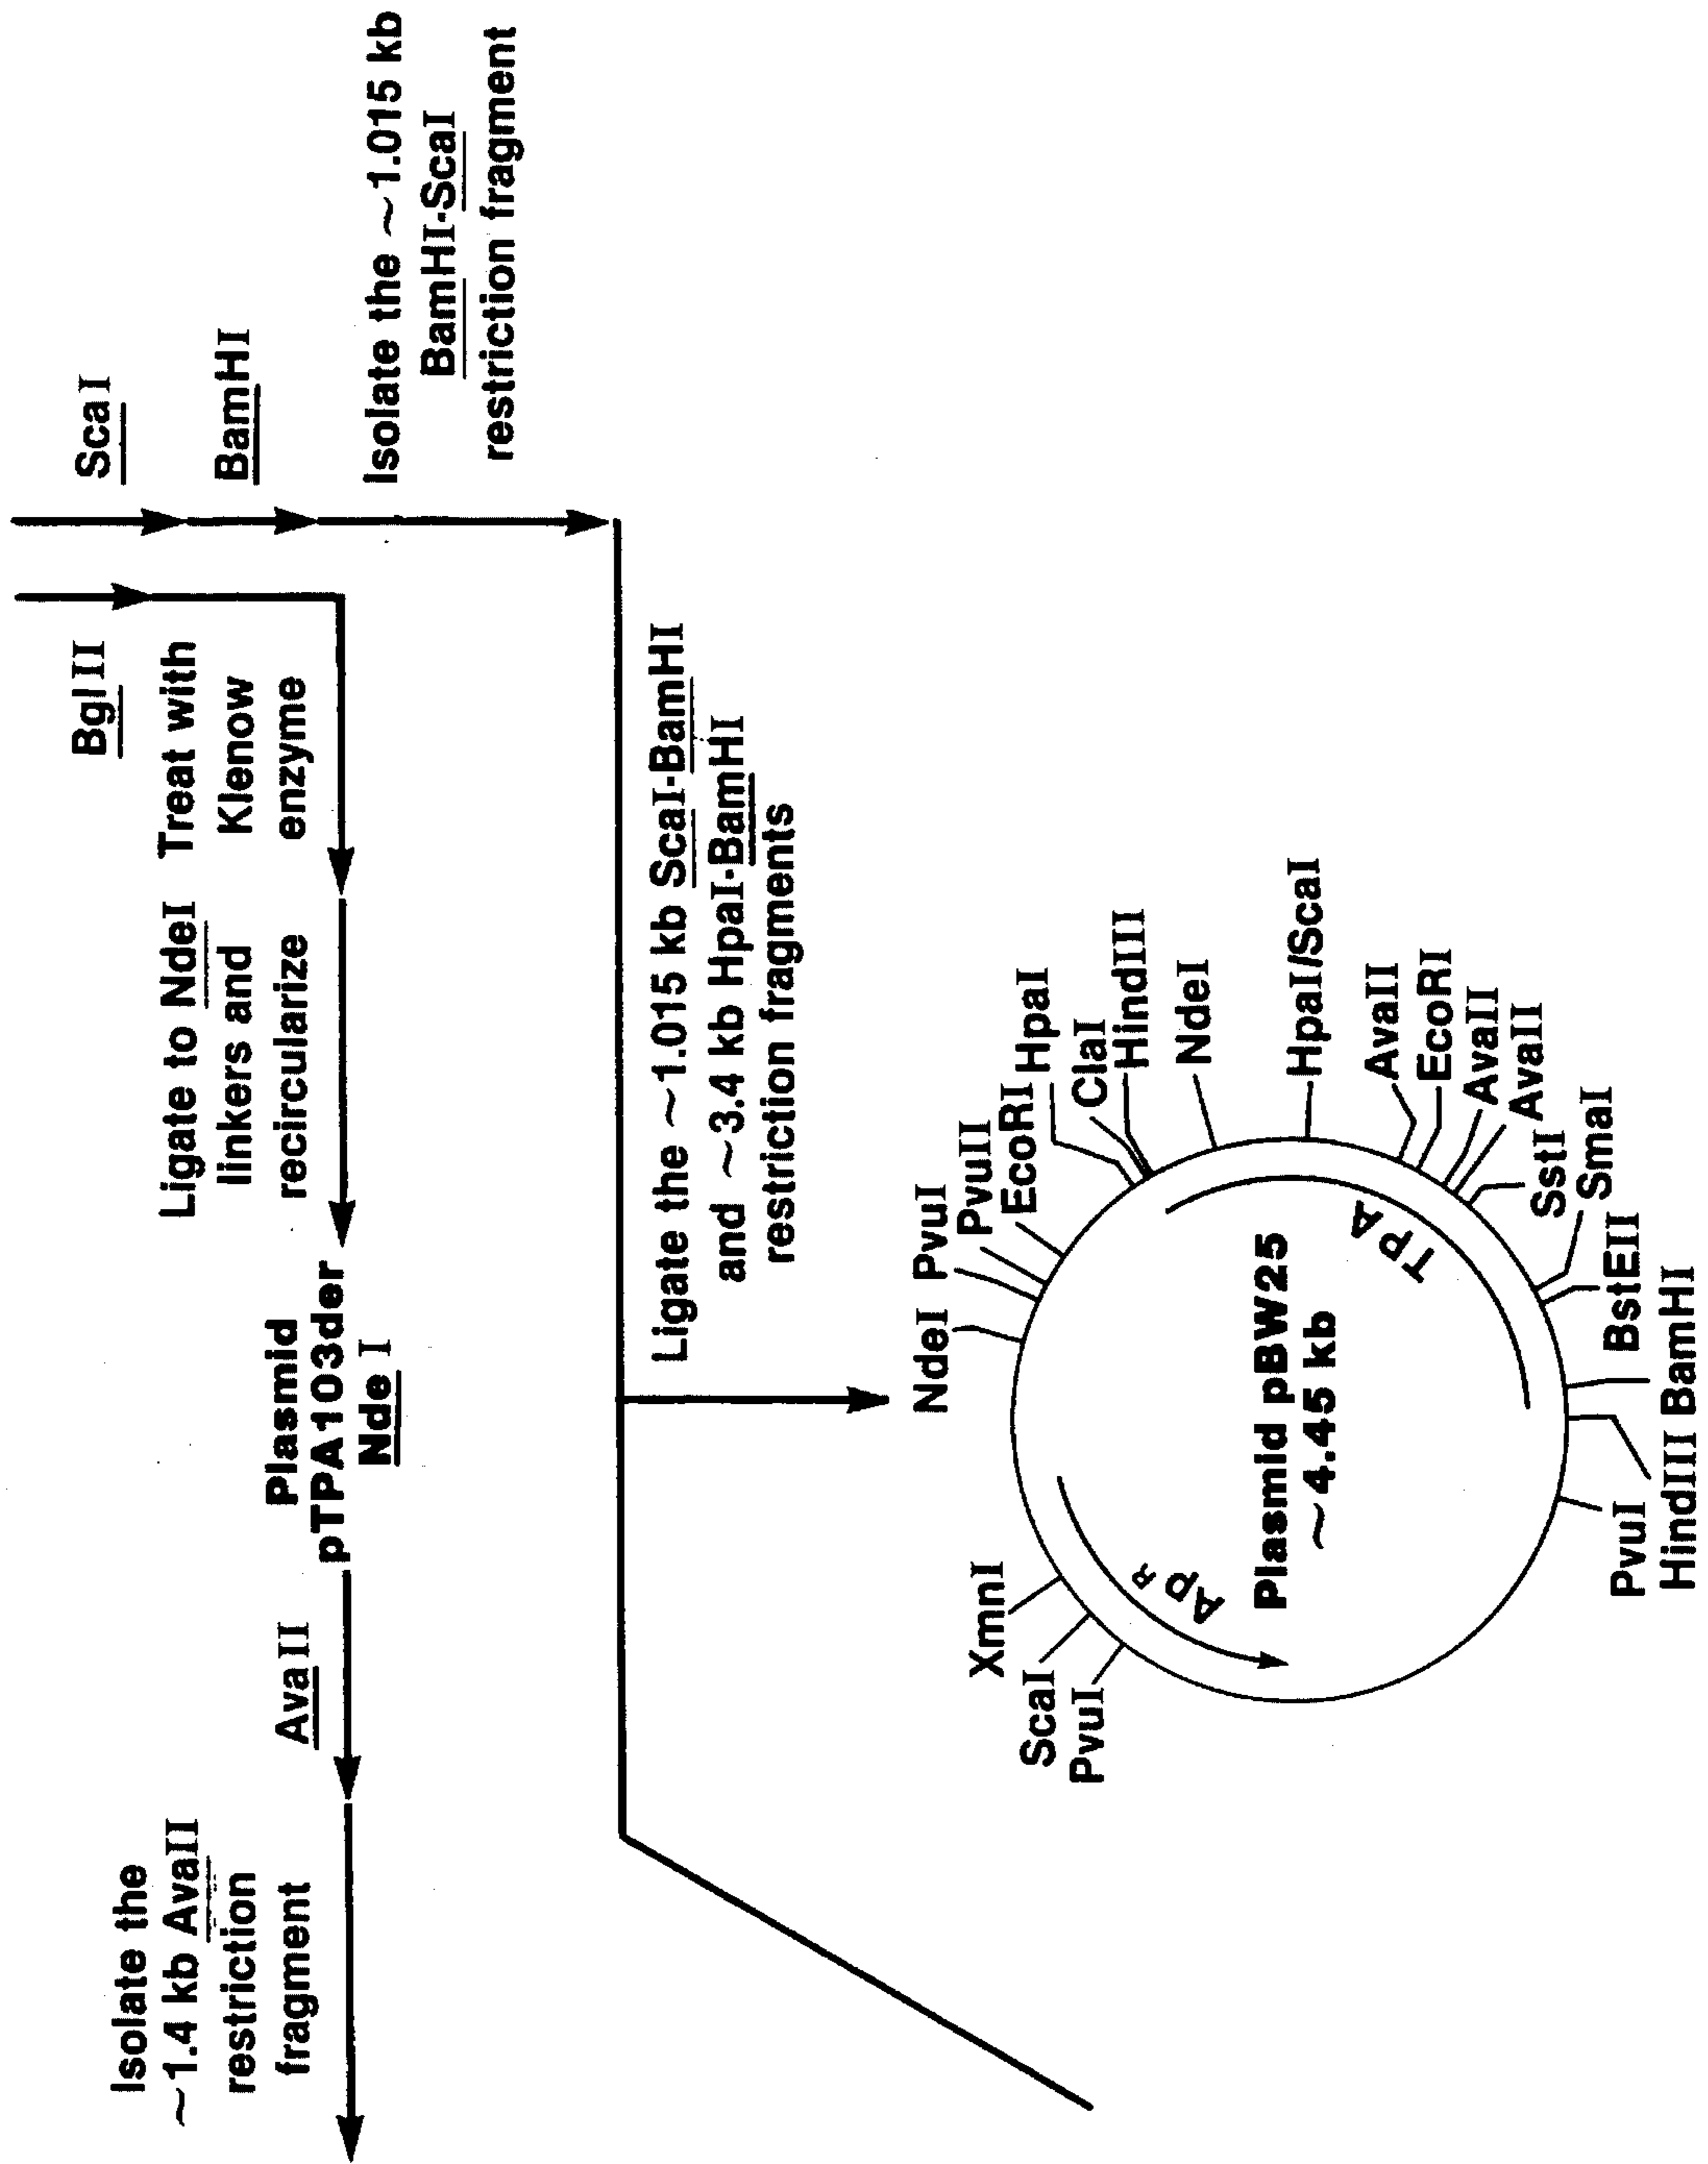 ScaI
BamHI
Isolate the ~1.015 kb
BamHI-ScaI
restriction fragment
BglII
Treat with
Klenow
enzyme
Ligate to NdeI
linkers and
recircularize
Plasmid
pTPA103der
Nde I
AvaII
Isolate the
~1.4 kb AvaII
restriction
fragment
Ligate the ~1.015 kb ScaI-BamHI
and ~3.4 kb HpaI-BamHI
restriction fragments
NdeI
PvuI
PvuII
EcoRI
HpaI
ClaI
HindIII
NdeI
HpaI/ScaI
AvaII
EcoRI
AvaII
AvaII
SstI
SmaI
BstEII
BamHI
HindIII
PvuI
PvuI
ScaI
XmnI
TPA
ApR
Plasmid pBW25
~4.45 kb